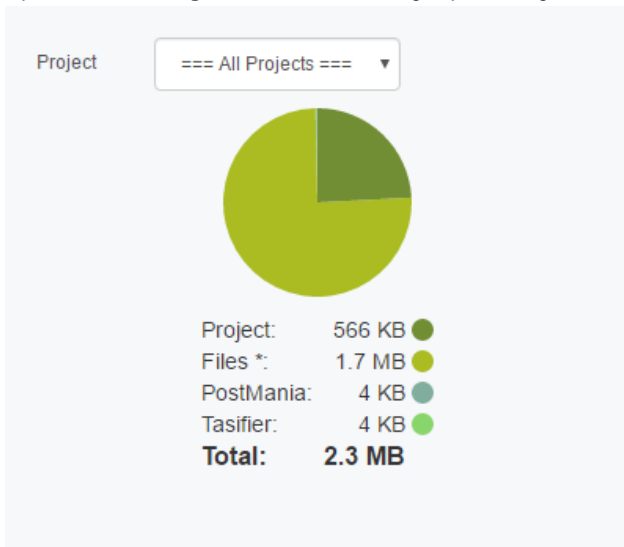 Project === All Projects === ▼
Project: 566 KB
Files *: 1.7 MB
PostMania: 4 KB
Tasifier: 4 KB
Total: 2.3 MB